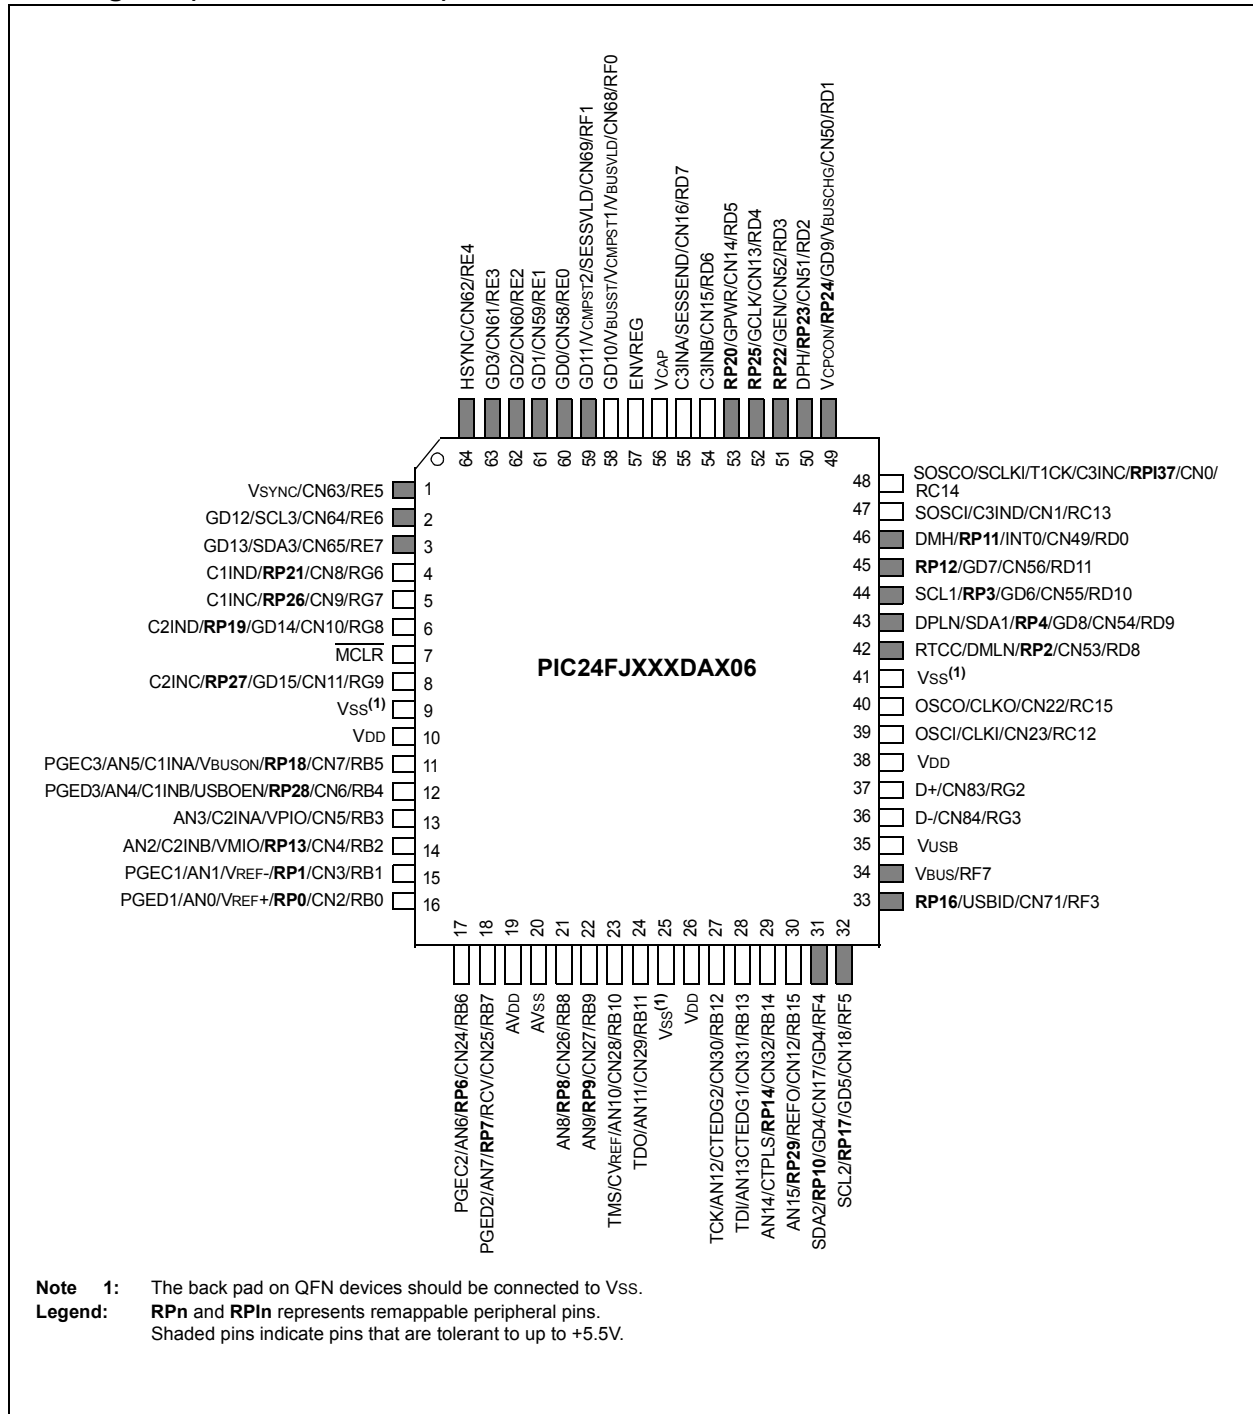 HSYNC/CN62/RE4
GD3/CN61/RE3
GD2/CN60/RE2
GD1/CN59/RE1
GD0/CN58/RE0
GD11/VCMPST2/SESSVLD/CN69/RF1
GD10/VBUSST/VCMPST1/VBUSVLD/CN68/RF0
ENVREG
VCAP
C3INA/SESSEND/CN16/RD7
C3INB/CN15/RD6
RP20/GPWR/CN14/RD5
RP25/GCLK/CN13/RD4
RP22/GEN/CN52/RD3
DPH/RP23/CN51/RD2
VCPCON/RP24/GD9/VBUSCHG/CN50/RD1
64
63
62
61
60
59
58
57
56
55
54
53
52
51
50
49
VSYNC/CN63/RE5 1
GD12/SCL3/CN64/RE6 2
GD13/SDA3/CN65/RE7 3
C1IND/RP21/CN8/RG6 4
C1INC/RP26/CN9/RG7 5
C2IND/RP19/GD14/CN10/RG8 6
MCLR 7
C2INC/RP27/GD15/CN11/RG9 8
VSS(1) 9
VDD 10
PGEC3/AN5/C1INA/VBUSON/RP18/CN7/RB5 11
PGED3/AN4/C1INB/USBOEN/RP28/CN6/RB4 12
AN3/C2INA/VPIO/CN5/RB3 13
AN2/C2INB/VMIO/RP13/CN4/RB2 14
PGEC1/AN1/VREF-/RP1/CN3/RB1 15
PGED1/AN0/VREF+/RP0/CN2/RB0 16
PIC24FJXXXDAX06
48 SOSCO/SCLKI/T1CK/C3INC/RPI37/CN0/
RC14
47 SOSCI/C3IND/CN1/RC13
46 DMH/RP11/INT0/CN49/RD0
45 RP12/GD7/CN56/RD11
44 SCL1/RP3/GD6/CN55/RD10
43 DPLN/SDA1/RP4/GD8/CN54/RD9
42 RTCC/DMLN/RP2/CN53/RD8
41 VSS(1)
40 OSCO/CLKO/CN22/RC15
39 OSCI/CLKI/CN23/RC12
38 VDD
37 D+/CN83/RG2
36 D-/CN84/RG3
35 VUSB
34 VBUS/RF7
33 RP16/USBID/CN71/RF3
17
18
19
20
21
22
23
24
25
26
27
28
29
30
31
32
PGEC2/AN6/RP6/CN24/RB6
PGED2/AN7/RP7/RCV/CN25/RB7
AVDD
AVSS
AN8/RP8/CN26/RB8
AN9/RP9/CN27/RB9
TMS/CVREF/AN10/CN28/RB10
TDO/AN11/CN29/RB11
VSS(1)
VDD
TCK/AN12/CTEDG2/CN30/RB12
TDI/AN13CTEDG1/CN31/RB13
AN14/CTPLS/RP14/CN32/RB14
AN15/RP29/REFO/CN12/RB15
SDA2/RP10/GD4/CN17/GD4/RF4
SCL2/RP17/GD5/CN18/RF5
Note 1: The back pad on QFN devices should be connected to VSS.
Legend: RPn and RPIn represents remappable peripheral pins.
Shaded pins indicate pins that are tolerant to up to +5.5V.